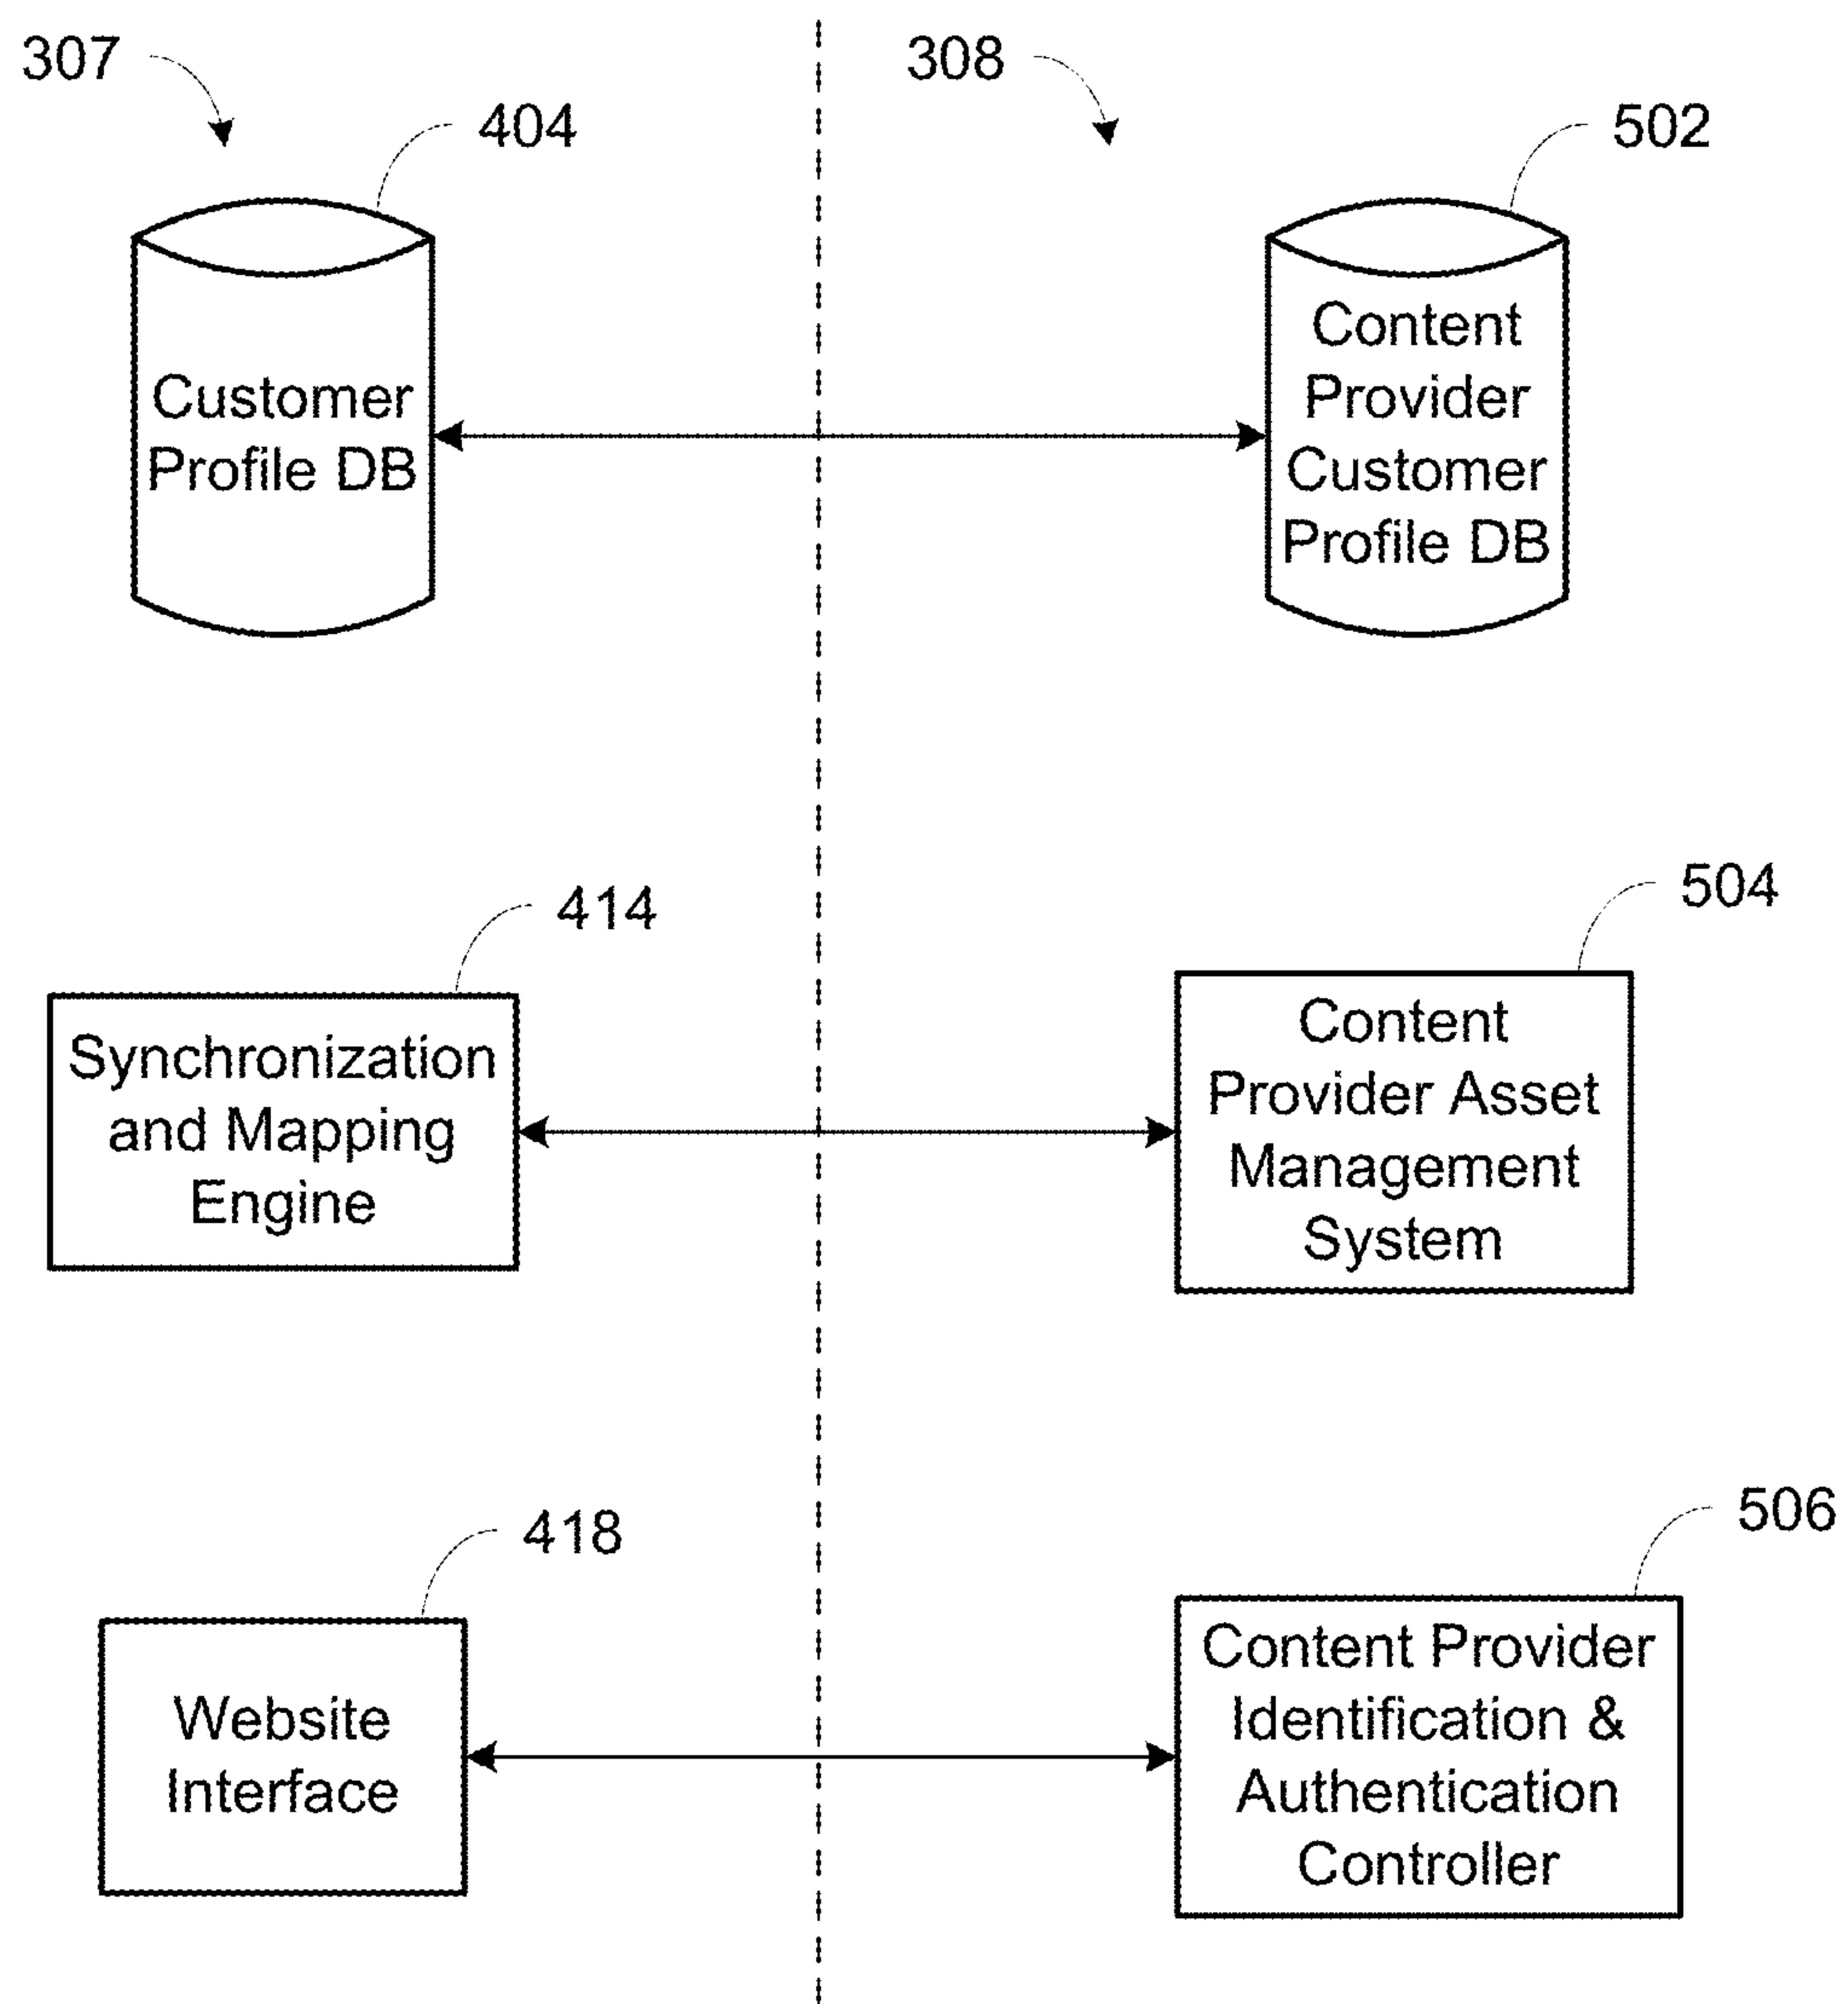 307
308
404
502
Customer
Profile DB
Content
Provider
Customer
Profile DB
414
504
Synchronization
and Mapping
Engine
Content
Provider Asset
Management
System
418
506
Website
Interface
Content Provider
Identification &
Authentication
Controller